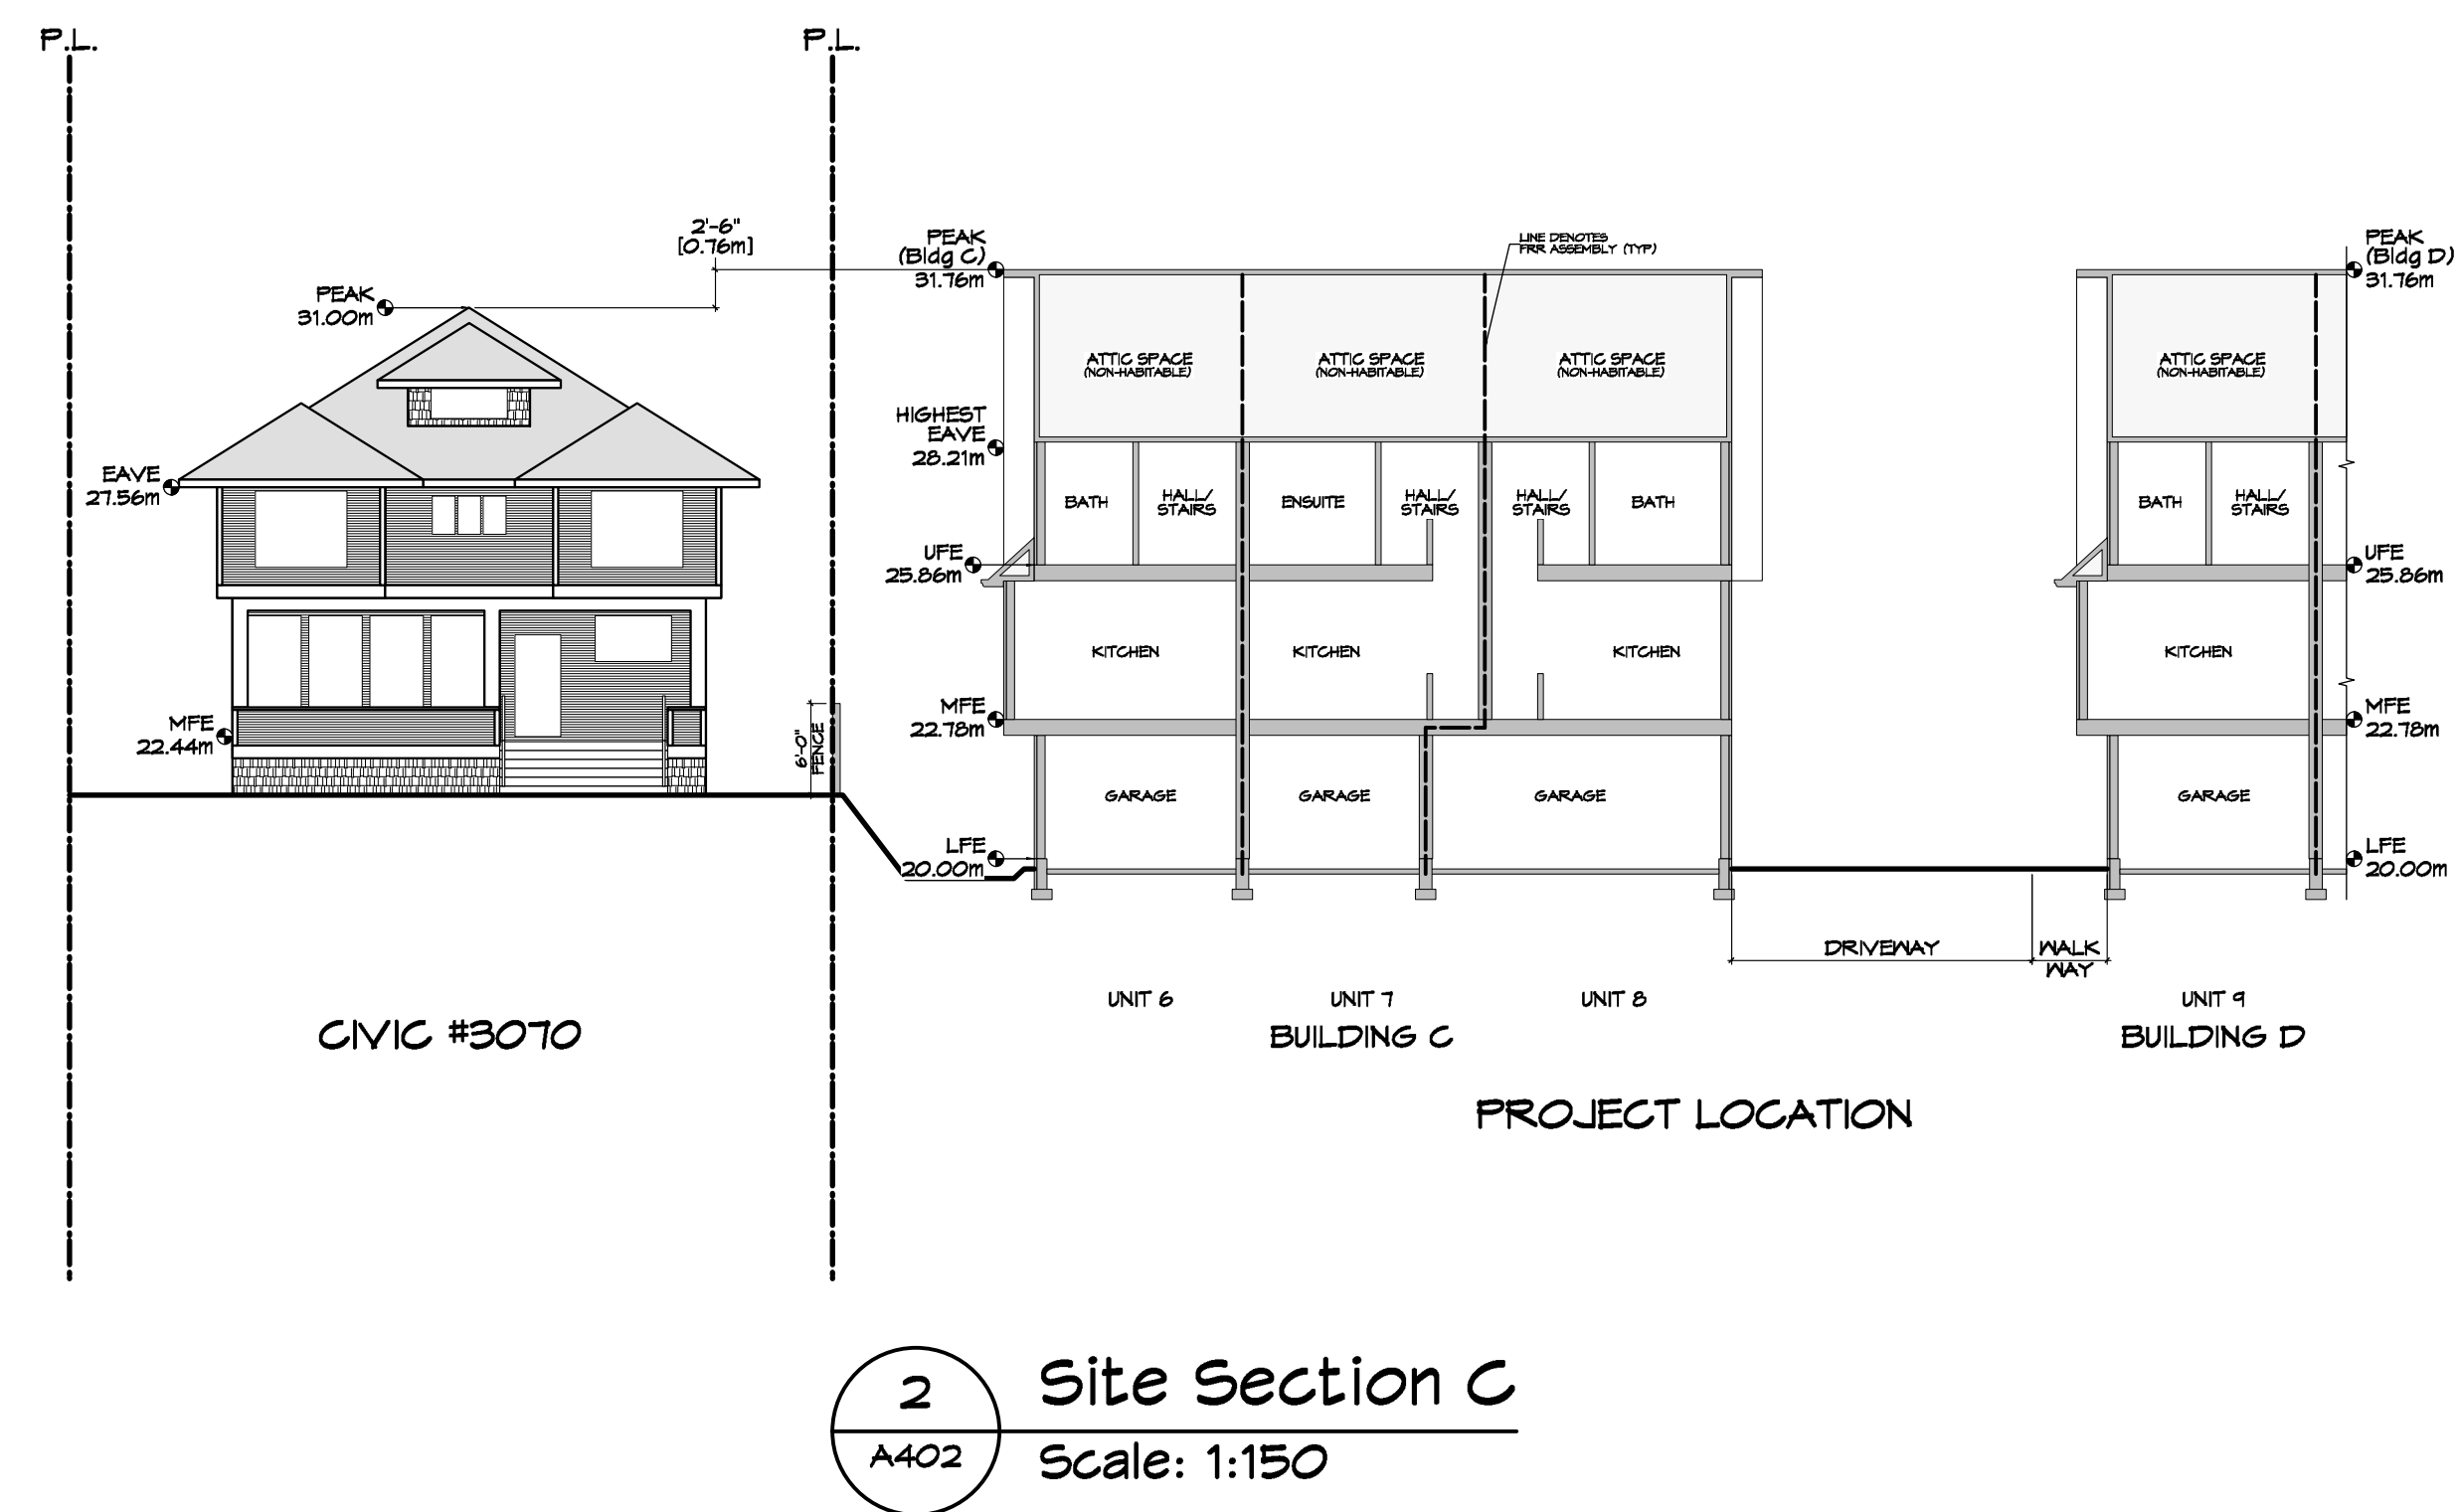 P.L.
P.L.
2'-6"
[0.76m]
PEAK
31.00m
EAVE
27.56m
MFE
22.44m
6'-0"
FENCE
CIVIC #3070
PEAK
(Bldg C)
31.76m
HIGHEST
EAVE
28.21m
UFE
25.86m
MFE
22.78m
LFE
20.00m
LINE DENOTES
FRR ASSEMBLY (TYP)
ATTIC SPACE
(NON-HABITABLE)
ATTIC SPACE
(NON-HABITABLE)
ATTIC SPACE
(NON-HABITABLE)
BATH
HALL/
STAIRS
ENSUITE
HALL/
STAIRS
HALL/
STAIRS
BATH
KITCHEN
KITCHEN
KITCHEN
GARAGE
GARAGE
GARAGE
UNIT 6
UNIT 7
UNIT 8
BUILDING C
DRIVEWAY
WALK
WAY
ATTIC SPACE
(NON-HABITABLE)
BATH
HALL/
STAIRS
KITCHEN
GARAGE
PEAK
(Bldg D)
31.76m
UFE
25.86m
MFE
22.78m
LFE
20.00m
UNIT 9
BUILDING D
PROJECT LOCATION
2
A402
Site Section C
Scale: 1:150